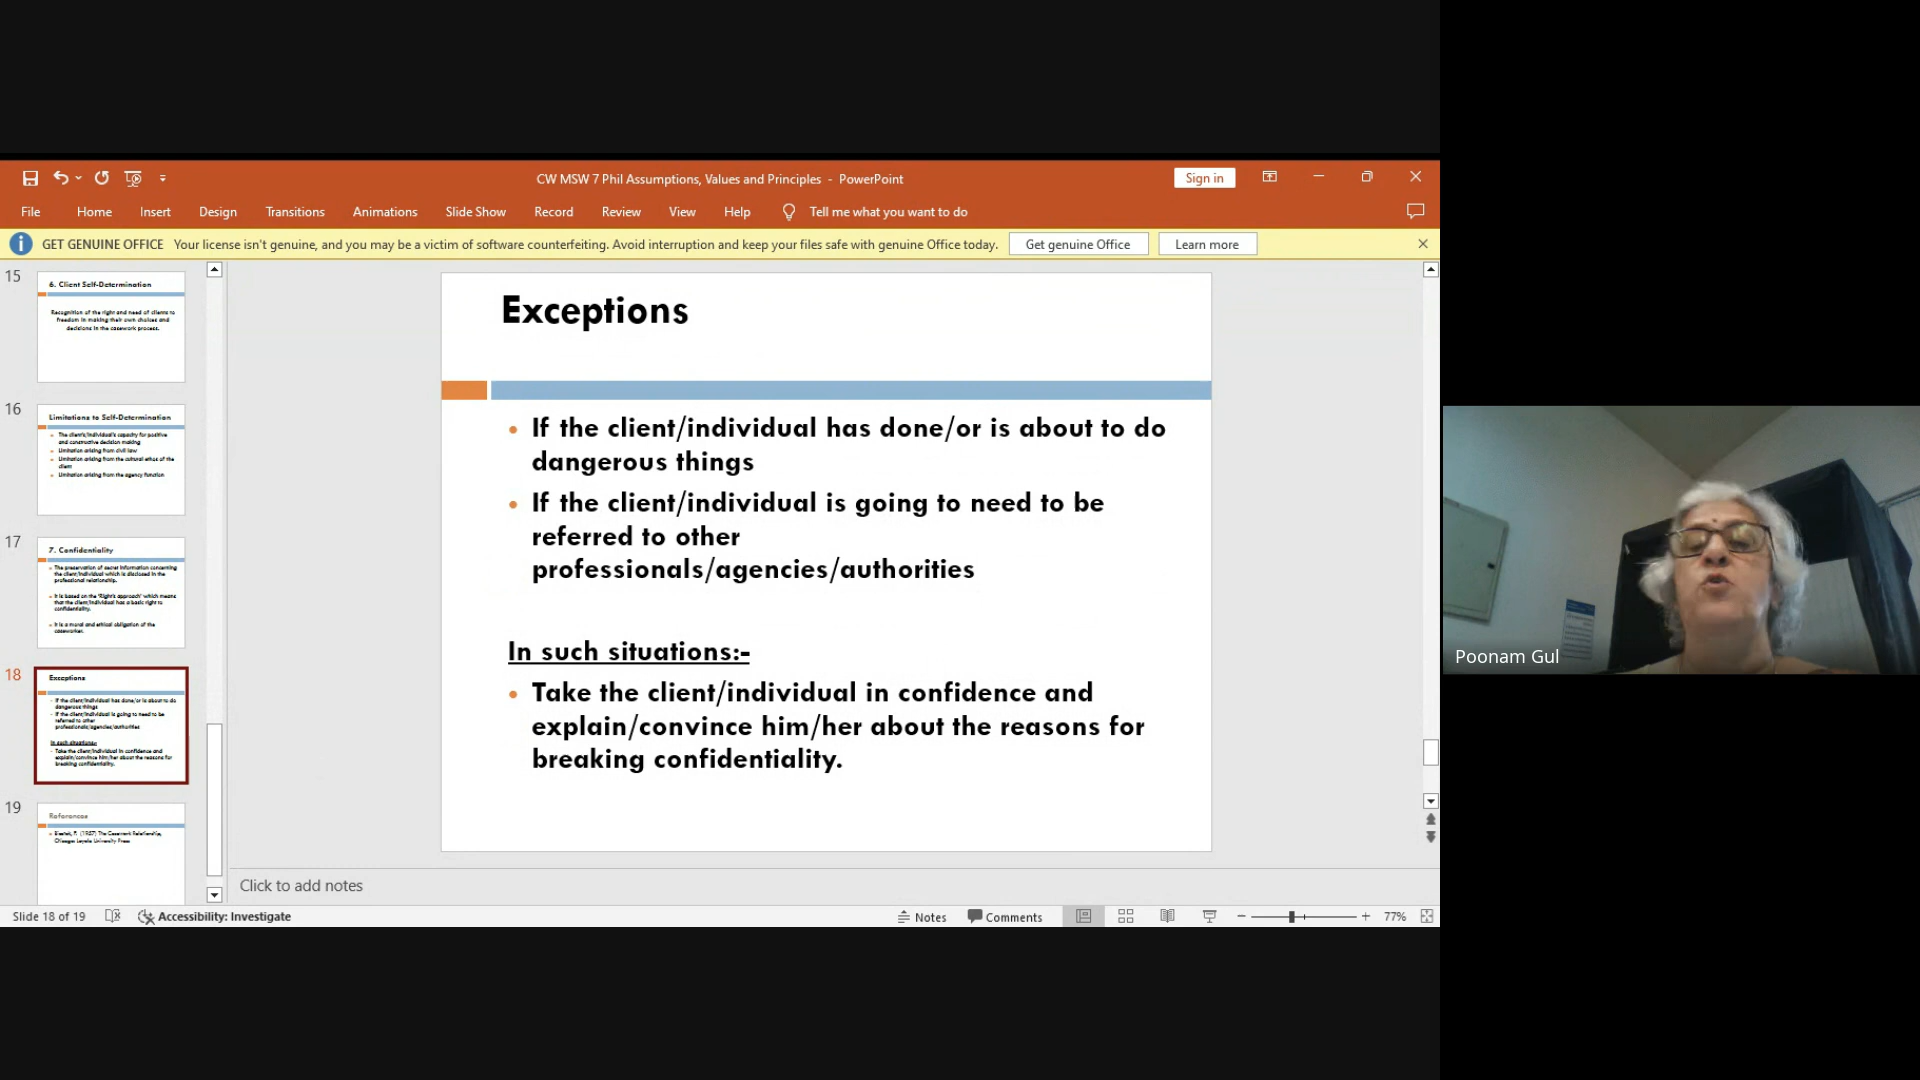 CW MSW 7 Phil Assumptions, Values and Principles - PowerPoint
Sign in
File Home Insert Design Transitions Animations Slide Show Record Review View Help Tell me what you want to do
GET GENUINE OFFICE Your license isn't genuine, and you may be a victim of software counterfeiting. Avoid interruption and keep your files safe with genuine Office today. Get genuine Office Learn more
15
6. Client Self-Determination
Recognition of the right and need of clients to
freedom in making their own choices and
decisions in the casework process.
16
Limitations to Self-Determination
• The client's/individual's capacity for positive
and constructive decision making
• Limitation arising from civil law
• Limitation arising from the cultural ethos of the
client
• Limitation arising from the agency function
17
7. Confidentiality
• The preservation of secret information concerning
the client/individual which is disclosed in the
professional relationship.
• It is based on the 'Right's approach' which means
that the client/individual has a basic right to
confidentiality.
• It is a moral and ethical obligation of the
caseworker.
18
Exceptions
• If the client/individual has done/or is about to do
dangerous things
• If the client/individual is going to need to be
referred to other
professionals/agencies/authorities
In such situations:-
• Take the client/individual in confidence and
explain/convince him/her about the reasons for
breaking confidentiality.
19
References
• Biestek, F. (1957) The Casework Relationship,
Chicago: Loyola University Press
Exceptions
• If the client/individual has done/or is about to do
dangerous things
• If the client/individual is going to need to be
referred to other
professionals/agencies/authorities
In such situations:-
• Take the client/individual in confidence and
explain/convince him/her about the reasons for
breaking confidentiality.
Click to add notes
Slide 18 of 19 Accessibility: Investigate Notes Comments 77%
Poonam Gul